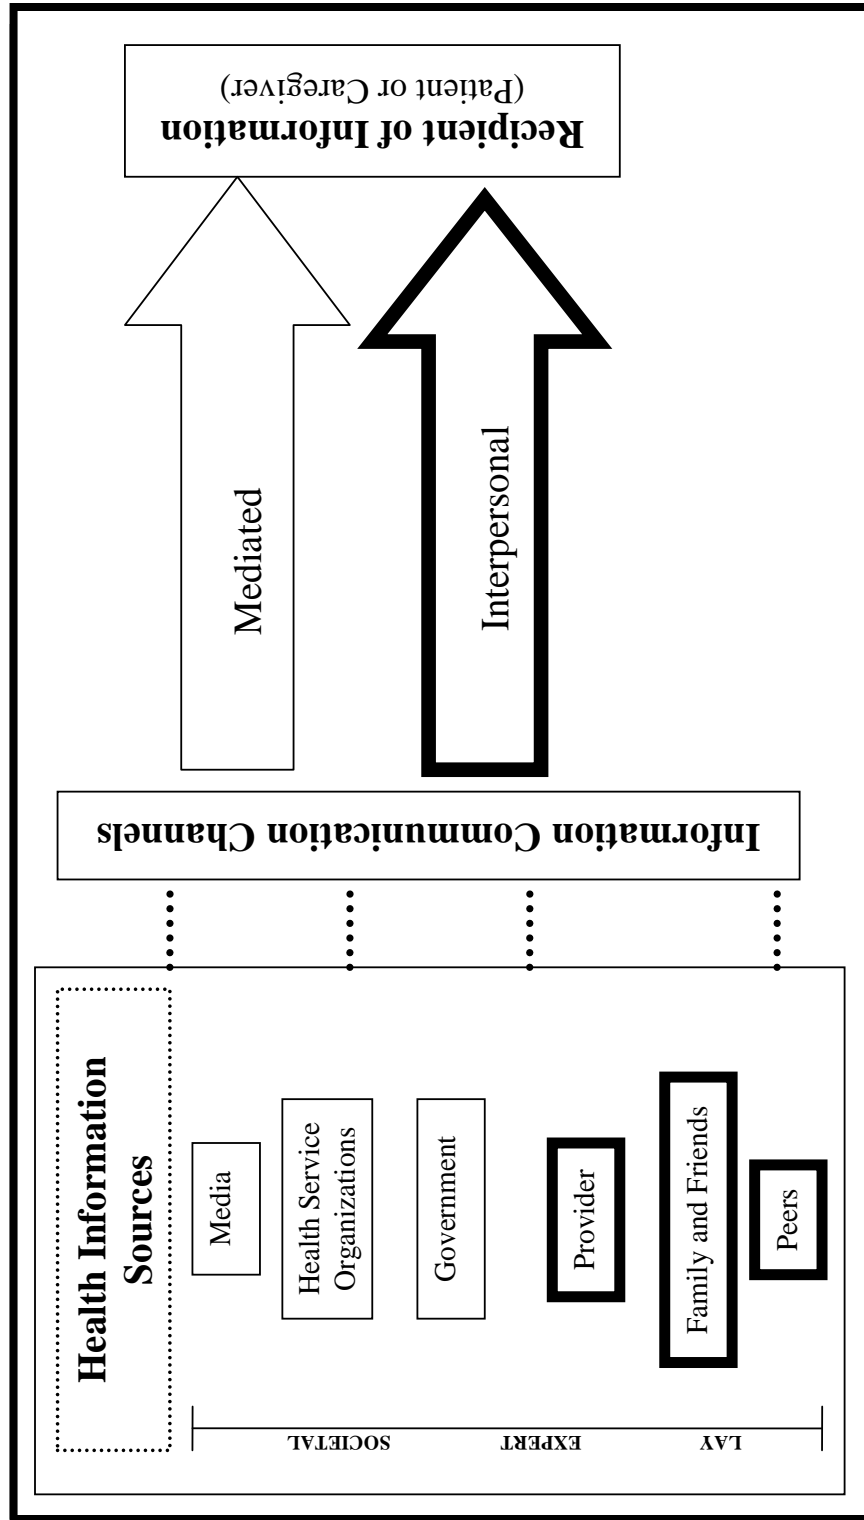 Health Information
Sources
Media
Health Service
Organizations
Government
Provider
Family and Friends
Peers
SOCIETAL
EXPERT
LAY
Information Communication Channels
Mediated
Interpersonal
Recipient of Information
(Patient or Caregiver)